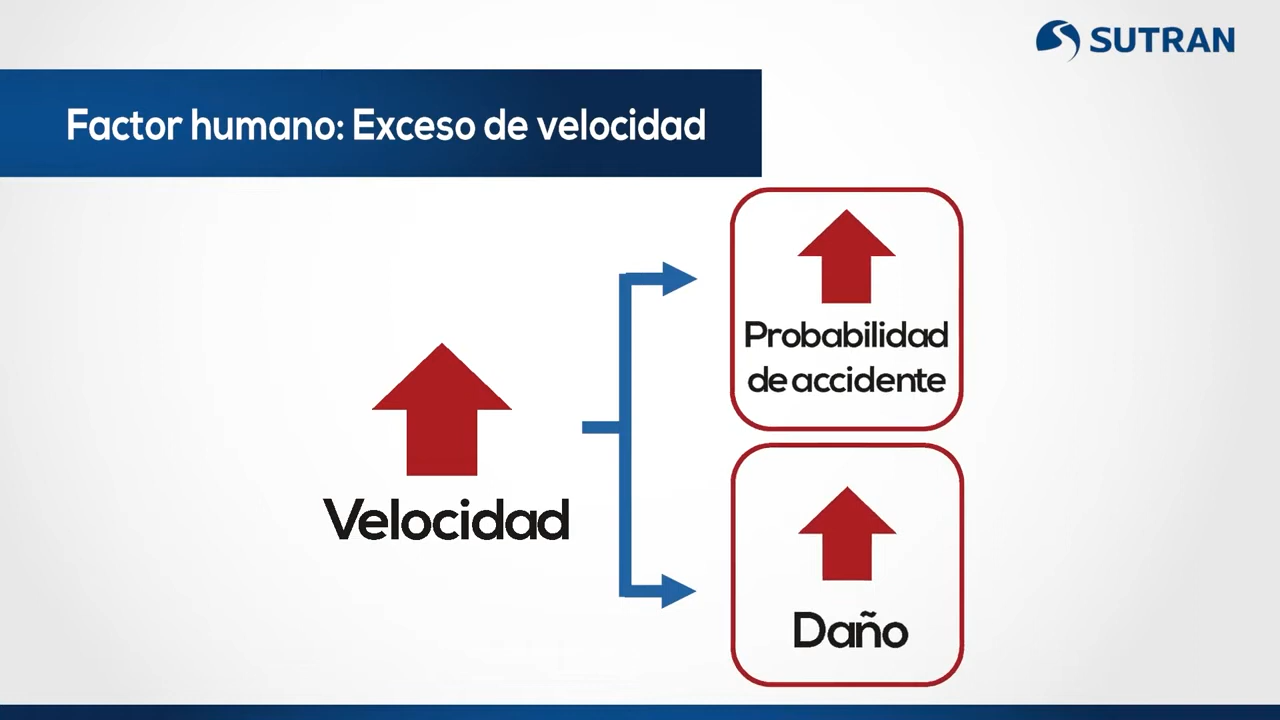 SUTRAN
Factor humano: Exceso de velocidad
Velocidad
Probabilidad
de accidente
Daño